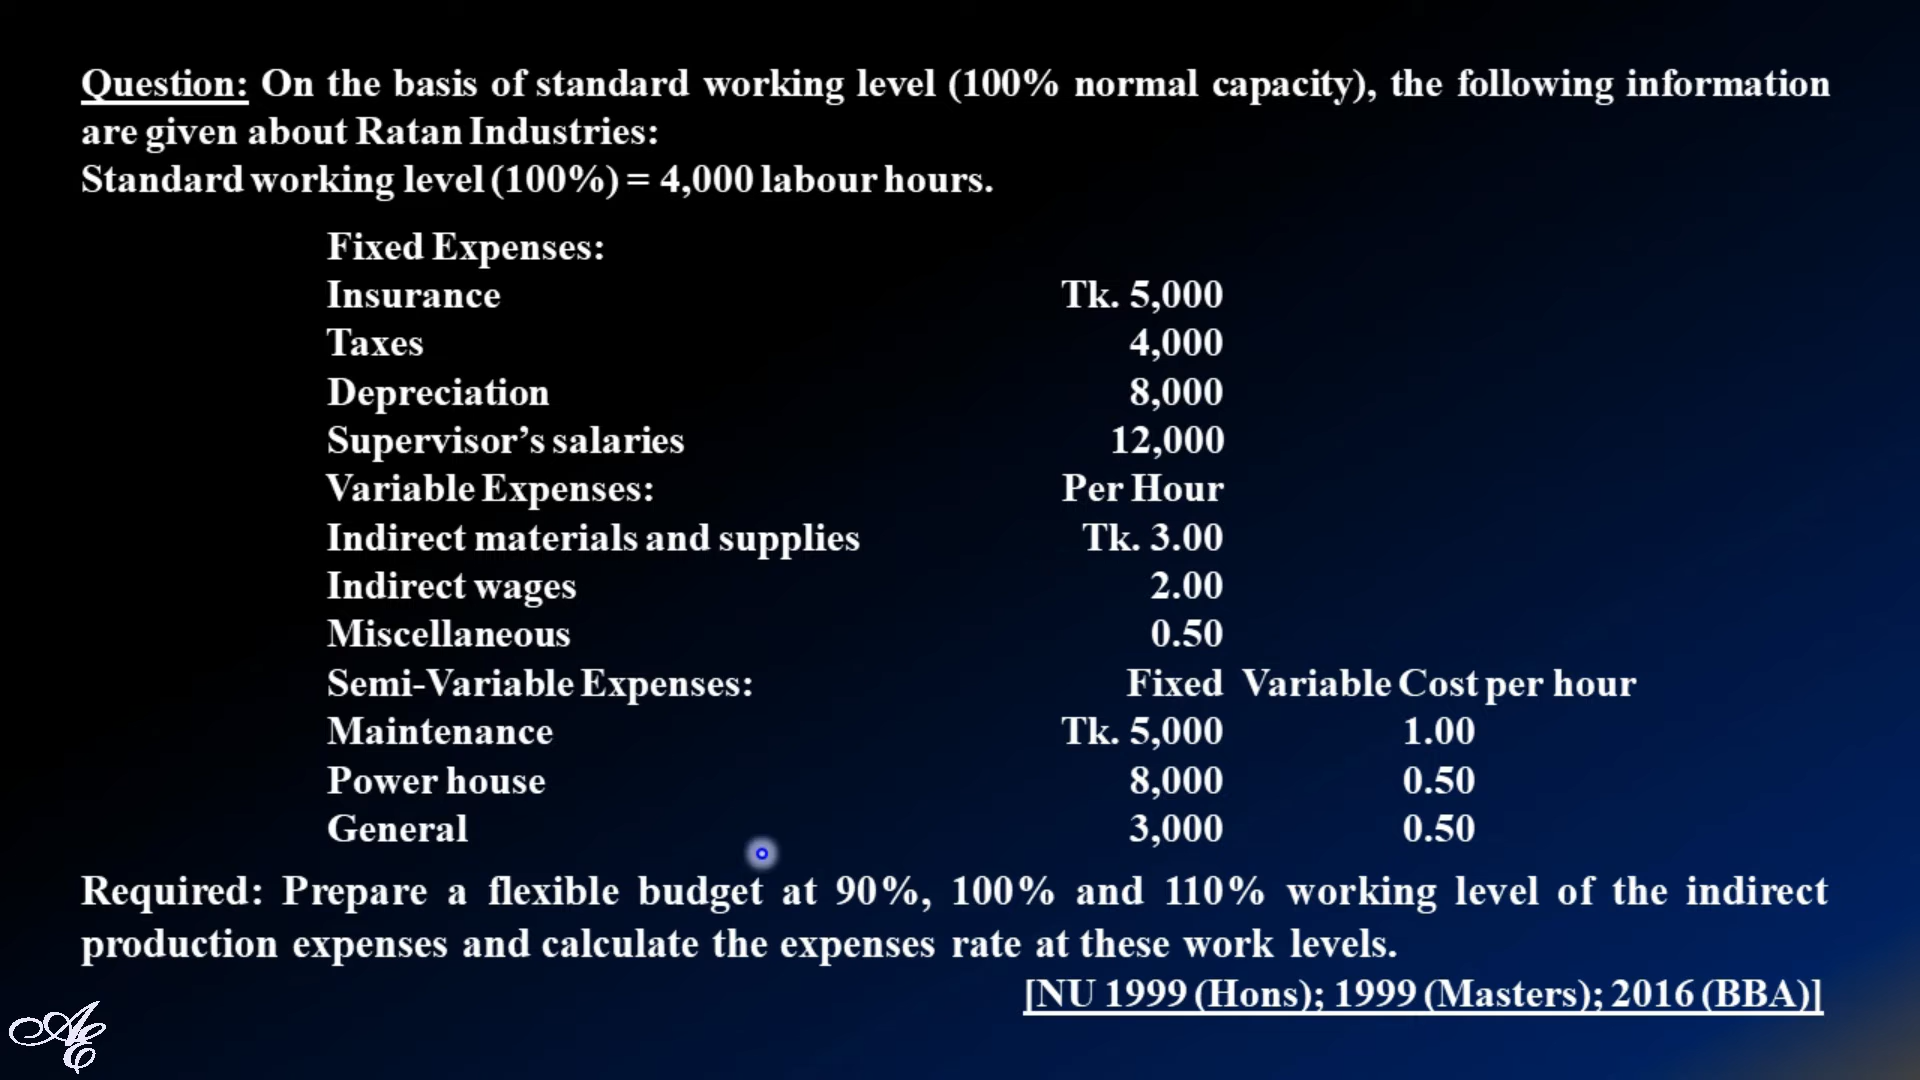 Question: On the basis of standard working level (100% normal capacity), the following information
are given about Ratan Industries:
Standard working level (100%) = 4,000 labour hours.
Fixed Expenses:
Insurance Tk. 5,000
Taxes 4,000
Depreciation 8,000
Supervisor’s salaries 12,000
Variable Expenses: Per Hour
Indirect materials and supplies Tk. 3.00
Indirect wages 2.00
Miscellaneous 0.50
Semi-Variable Expenses: Fixed Variable Cost per hour
Maintenance Tk. 5,000 1.00
Power house 8,000 0.50
General 3,000 0.50
Required: Prepare a flexible budget at 90%, 100% and 110% working level of the indirect
production expenses and calculate the expenses rate at these work levels.
[NU 1999 (Hons); 1999 (Masters); 2016 (BBA)]